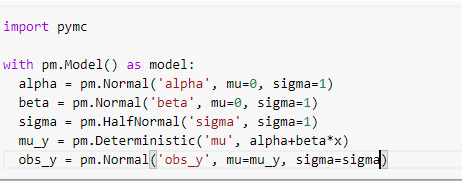 import pymc
with pm.Model() as model:
alpha = pm.Normal('alpha', mu=0, sigma=1)
beta = pm.Normal('beta', mu=0, sigma=1)
sigma = pm.HalfNormal('sigma', sigma=1)
mu_y = pm.Deterministic('mu', alpha+beta*x)
obs_y = pm.Normal('obs_y', mu=mu_y, sigma=sigma)